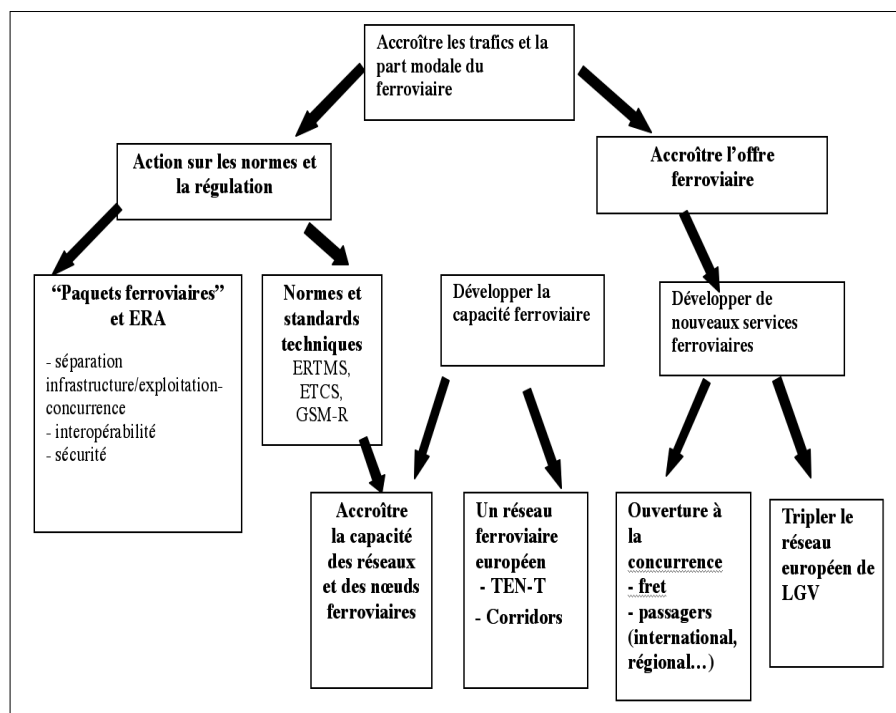 Accroître les trafics et la
part modale du
ferroviaire
Action sur les normes et
la régulation
Accroître l’offre
ferroviaire
“Paquets ferroviaires”
et ERA
- séparation
infrastructure/exploitation-
concurrence
- interopérabilité
- sécurité
Normes et
standards
techniques
ERTMS,
ETCS,
GSM-R
Développer la
capacité ferroviaire
Développer de
nouveaux services
ferroviaires
Accroître
la capacité
des réseaux
et des nœuds
ferroviaires
Un réseau
ferroviaire
européen
- TEN-T
- Corridors
Ouverture à
la
concurrence
- fret
- passagers
(international,
régional…)
Tripler le
réseau
européen de
LGV